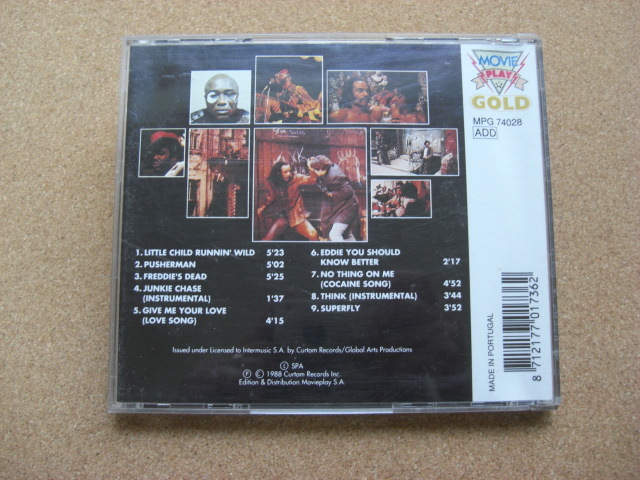 MOVIE
PLAY
GOLD
MPG 74028
ADD
1. LITTLE CHILD RUNNIN' WILD 5'23
2. PUSHERMAN 5'02
3. FREDDIE'S DEAD 5'25
4. JUNKIE CHASE
(INSTRUMENTAL) 1'37
5. GIVE ME YOUR LOVE
(LOVE SONG) 4'15
6. EDDIE YOU SHOULD
KNOW BETTER 2'17
7. NO THING ON ME
(COCAINE SONG) 4'52
8. THINK (INSTRUMENTAL) 3'44
9. SUPERFLY 3'52
Issued under Licensed to Intermusic S.A. by Curtom Records/Global Arts Productions
Ⓛ SPA
Ⓟ © 1988 Curtom Records Inc.
Edition & Distribution Movieplay S.A.
MADE IN PORTUGAL
8 712177 017362